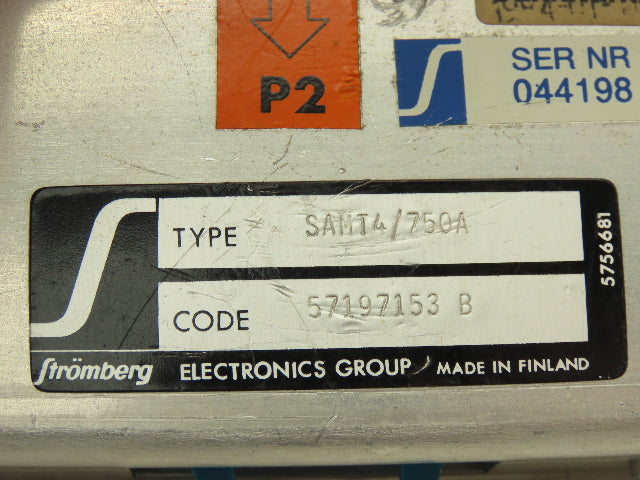 P2
SER NR
044198
TYPE SAMT4/750A
CODE 57197153 B
5756681
Strömberg ELECTRONICS GROUP MADE IN FINLAND